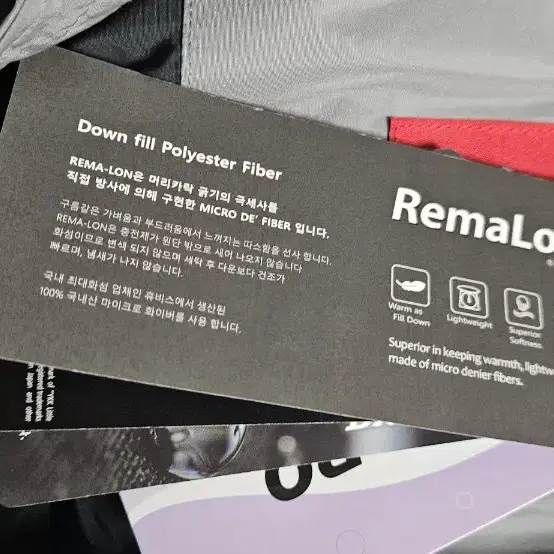 Down fill Polyester Fiber
REMA-LON은 머리카락 굵기의 극세사를
직접 방사에 의해 구현한 MICRO DE' FIBER 입니다.
구름같은 가벼움과 부드러움에서 느껴지는 따스함을 선사 합니다.
REMA-LON은 충전재가 원단 밖으로 새어 나오지 않습니다
화섬이므로 변색 되지 않으며 세탁 후 다운보다 건조가
빠르며, 냄새가 나지 않습니다.
국내 최대화섬 업체인 휴비스에서 생산된
100% 국내산 마이크로 화이버를 사용 합니다.
RemaLo
Warm as
Fill Down
Lightweight
Superior
Softness
Superior in keeping warmth, lightw
made of micro denier fibers.
art of "YKK Little
egistered trademarks
n Japan and other